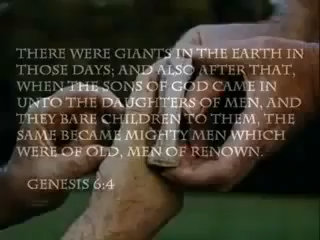 THERE WERE GIANTS IN THE EARTH IN
THOSE DAYS; AND ALSO AFTER THAT,
WHEN THE SONS OF GOD CAME IN
UNTO THE DAUGHTERS OF MEN, AND
THEY BARE CHILDREN TO THEM, THE
SAME BECAME MIGHTY MEN WHICH
WERE OF OLD, MEN OF RENOWN.
GENESIS 6:4